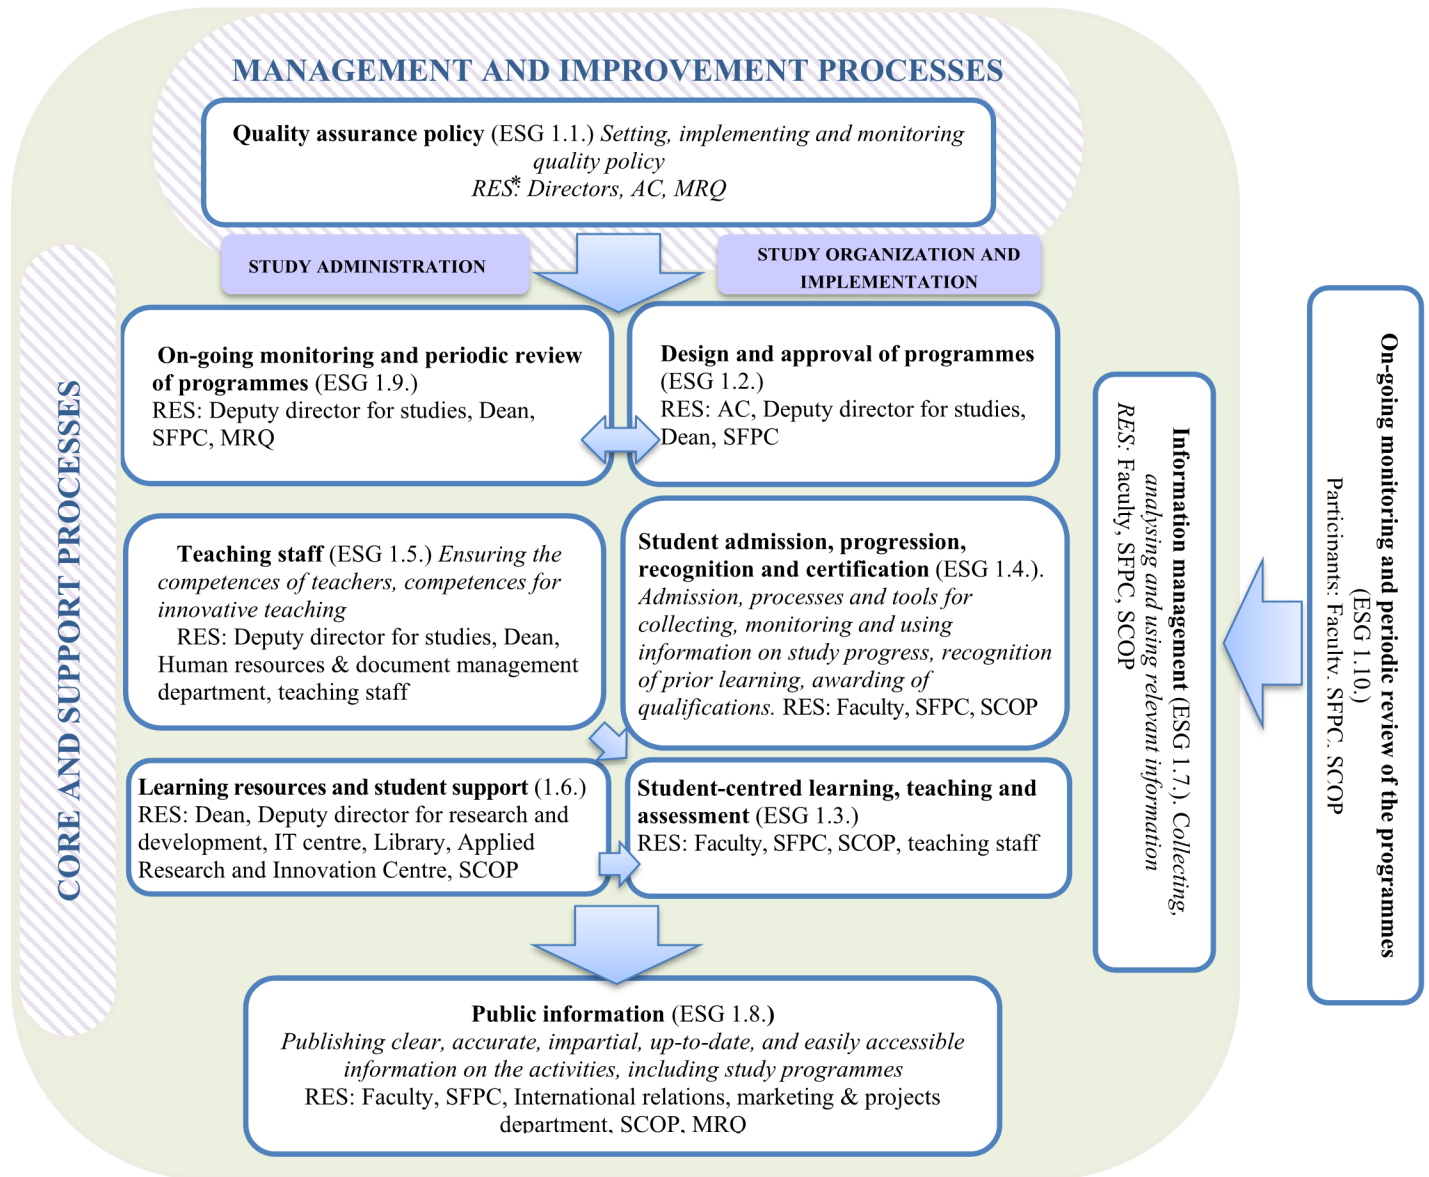 MANAGEMENT AND IMPROVEMENT PROCESSES
Quality assurance policy (ESG 1.1.) Setting, implementing and monitoring
quality policy
RES*: Directors, AC, MRQ
STUDY ADMINISTRATION
STUDY ORGANIZATION AND
IMPLEMENTATION
CORE AND SUPPORT PROCESSES
On-going monitoring and periodic review
of programmes (ESG 1.9.)
RES: Deputy director for studies, Dean,
SFPC, MRQ
Design and approval of programmes
(ESG 1.2.)
RES: AC, Deputy director for studies,
Dean, SFPC
Teaching staff (ESG 1.5.) Ensuring the
competences of teachers, competences for
innovative teaching
RES: Deputy director for studies, Dean,
Human resources & document management
department, teaching staff
Student admission, progression,
recognition and certification (ESG 1.4.).
Admission, processes and tools for
collecting, monitoring and using
information on study progress, recognition
of prior learning, awarding of
qualifications. RES: Faculty, SFPC, SCOP
Learning resources and student support (1.6.)
RES: Dean, Deputy director for research and
development, IT centre, Library, Applied
Research and Innovation Centre, SCOP
Student-centred learning, teaching and
assessment (ESG 1.3.)
RES: Faculty, SFPC, SCOP, teaching staff
Public information (ESG 1.8.)
Publishing clear, accurate, impartial, up-to-date, and easily accessible
information on the activities, including study programmes
RES: Faculty, SFPC, International relations, marketing & projects
department, SCOP, MRQ
Information management (ESG 1.7.). Collecting,
analysing and using relevant information
RES: Faculty, SFPC, SCOP
On-going monitoring and periodic review of the programmes
(ESG 1.10.)
Participants: Faculty, SFPC, SCOP